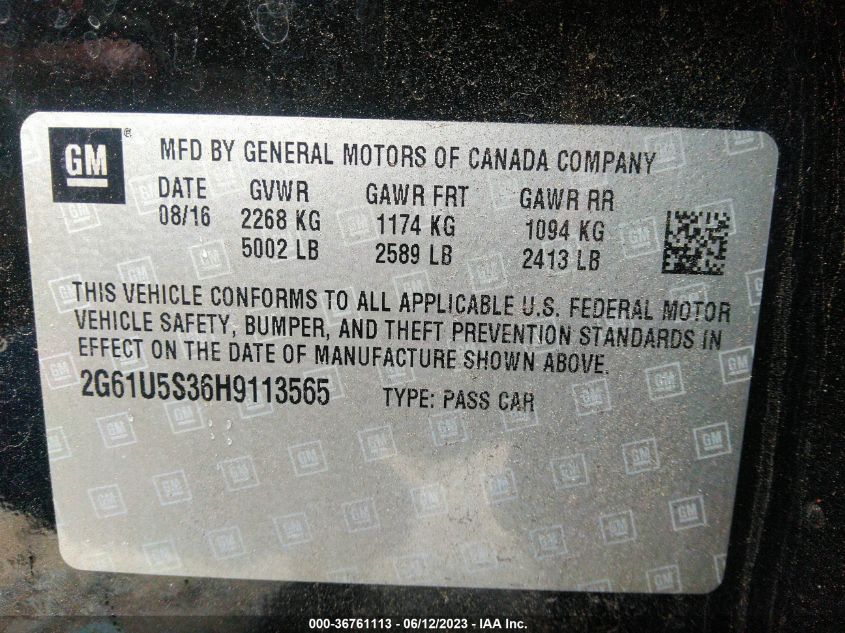 GM ® MFD BY GENERAL MOTORS OF CANADA COMPANY
DATE GVWR GAWR FRT GAWR RR
08/16 2268 KG 1174 KG 1094 KG
5002 LB 2589 LB 2413 LB
THIS VEHICLE CONFORMS TO ALL APPLICABLE U.S. FEDERAL MOTOR
VEHICLE SAFETY, BUMPER, AND THEFT PREVENTION STANDARDS IN
EFFECT ON THE DATE OF MANUFACTURE SHOWN ABOVE.
2G61U5S36H9113565 TYPE: PASS CAR
000-36761113 - 06/12/2023 - IAA Inc.